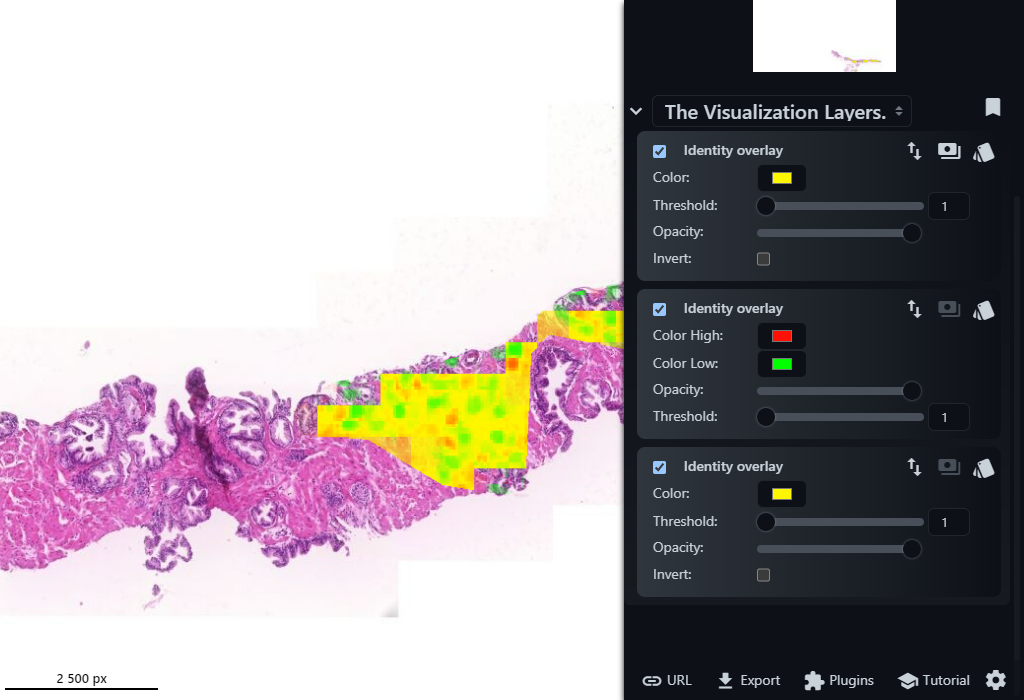 The Visualization Layers.
Identity overlay
Color:
Threshold: 1
Opacity:
Invert:
Identity overlay
Color High:
Color Low:
Opacity:
Threshold: 1
Identity overlay
Color:
Threshold: 1
Opacity:
Invert:
2 500 px
URL Export Plugins Tutorial